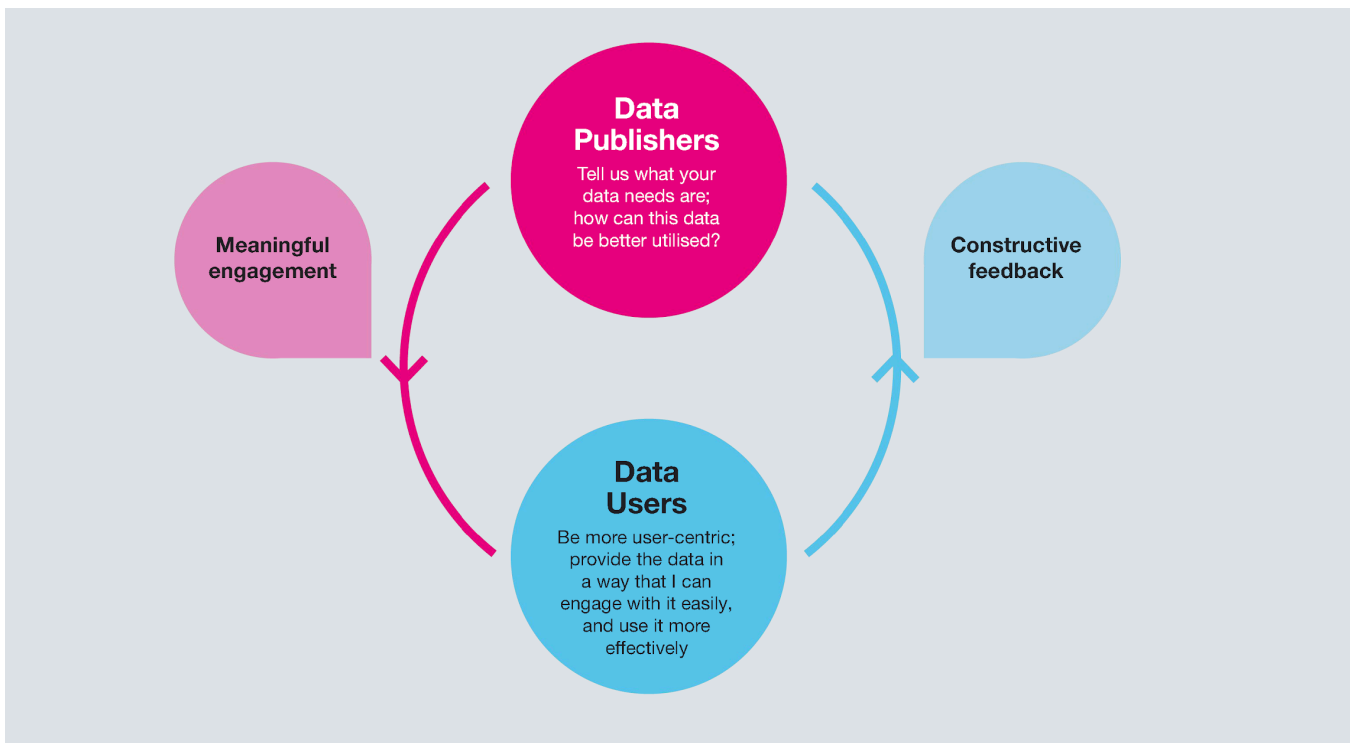 Data
Publishers
Tell us what your
data needs are;
how can this data
be better utilised?
Meaningful
engagement
Constructive
feedback
Data
Users
Be more user-centric;
provide the data in
a way that I can
engage with it easily,
and use it more
effectively